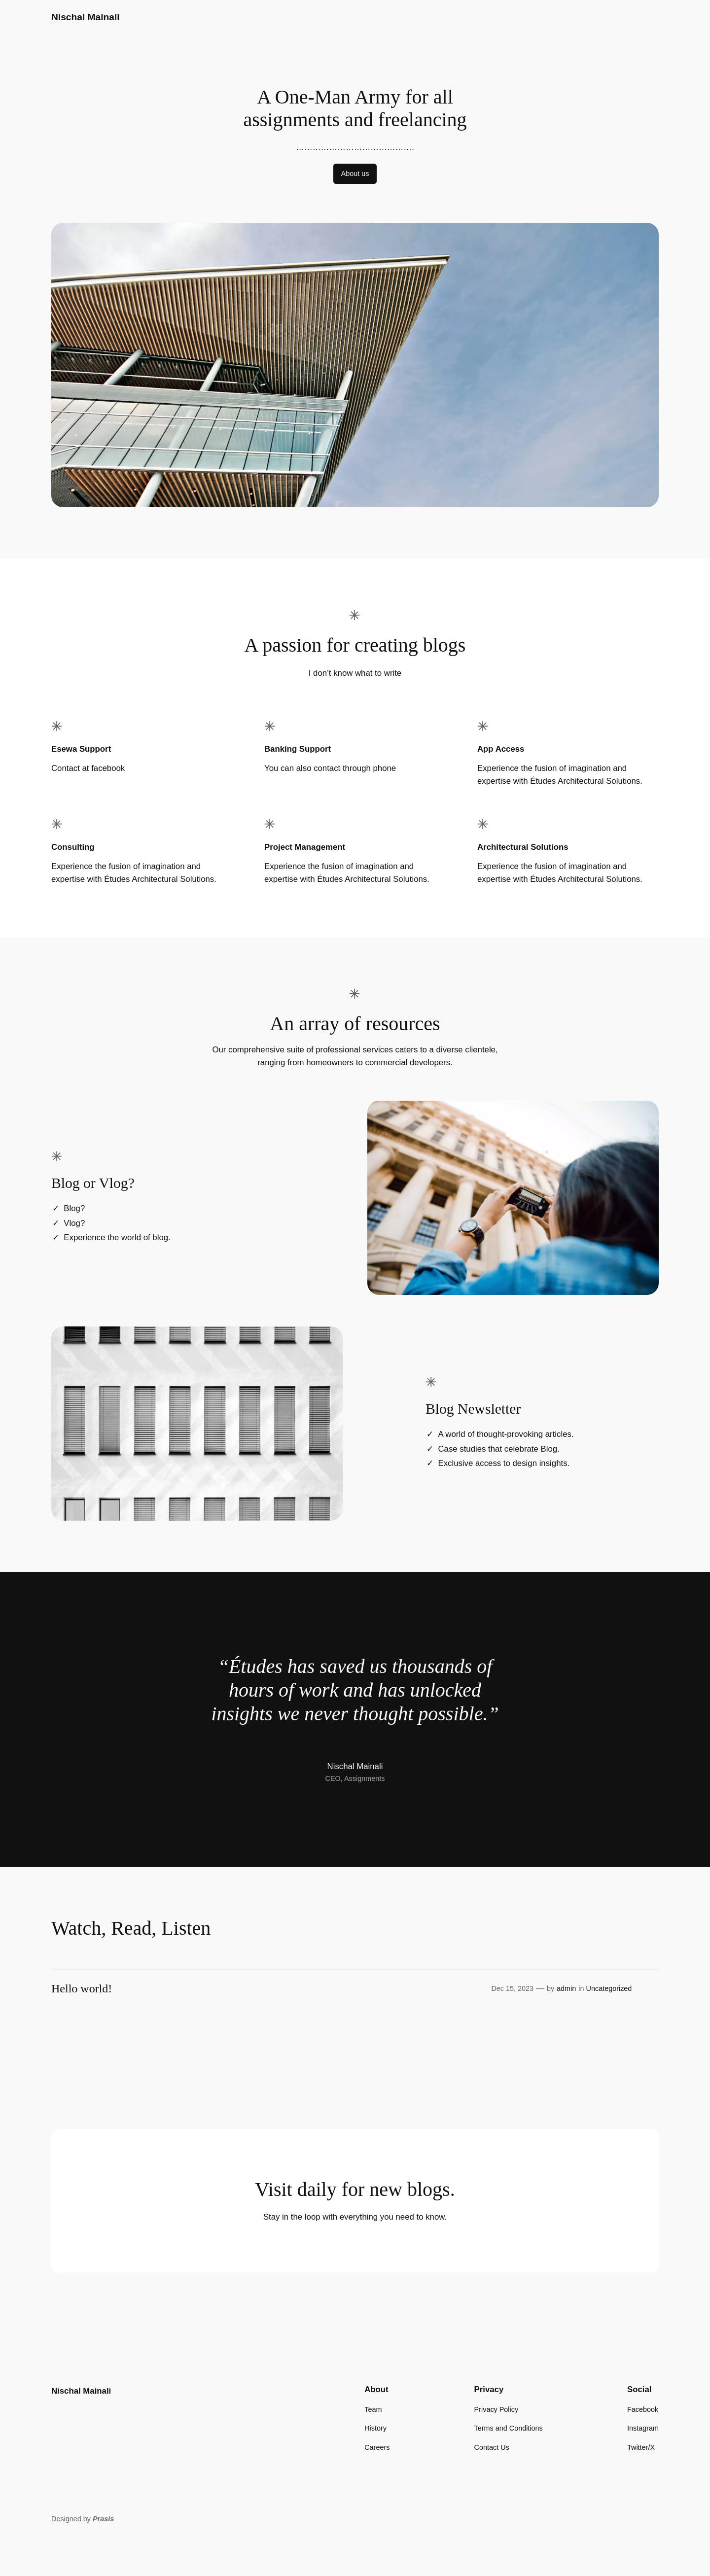 Nischal Mainali
A One-Man Army for all
assignments and freelancing
…………………………………….
About us
A passion for creating blogs
I don’t know what to write
Esewa Support
Contact at facebook
Banking Support
You can also contact through phone
App Access
Experience the fusion of imagination and
expertise with Études Architectural Solutions.
Consulting
Experience the fusion of imagination and
expertise with Études Architectural Solutions.
Project Management
Experience the fusion of imagination and
expertise with Études Architectural Solutions.
Architectural Solutions
Experience the fusion of imagination and
expertise with Études Architectural Solutions.
An array of resources
Our comprehensive suite of professional services caters to a diverse clientele,
ranging from homeowners to commercial developers.
Blog or Vlog?
✓ Blog?
✓ Vlog?
✓ Experience the world of blog.
Blog Newsletter
✓ A world of thought-provoking articles.
✓ Case studies that celebrate Blog.
✓ Exclusive access to design insights.
“Études has saved us thousands of
hours of work and has unlocked
insights we never thought possible.”
Nischal Mainali
CEO, Assignments
Watch, Read, Listen
Hello world!
Dec 15, 2023 — by admin in Uncategorized
Visit daily for new blogs.
Stay in the loop with everything you need to know.
Nischal Mainali
About
Team
History
Careers
Privacy
Privacy Policy
Terms and Conditions
Contact Us
Social
Facebook
Instagram
Twitter/X
Designed by Prasis